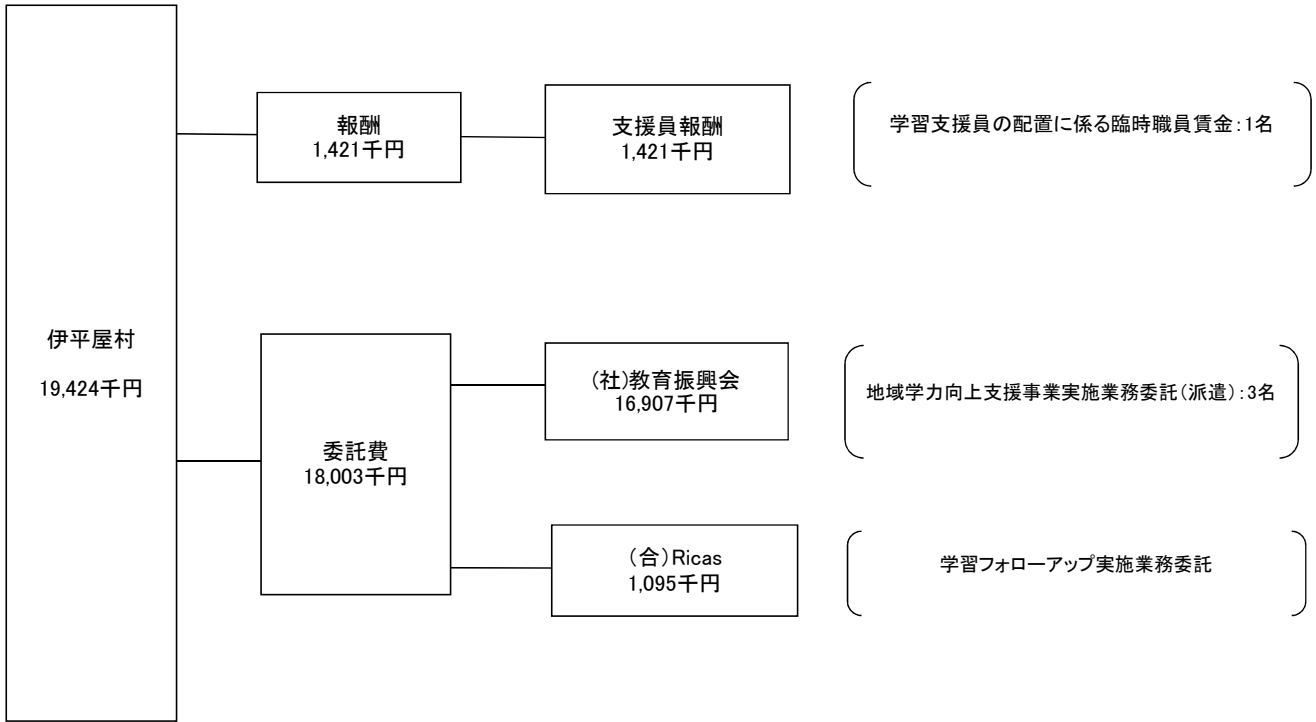 伊平屋村
19,424千円
報酬
1,421千円
支援員報酬
1,421千円
学習支援員の配置に係る臨時職員賃金：1名
委託費
18,003千円
(社)教育振興会
16,907千円
地域学力向上支援事業実施業務委託（派遣）：3名
（合）Ricas
1,095千円
学習フォローアップ実施業務委託